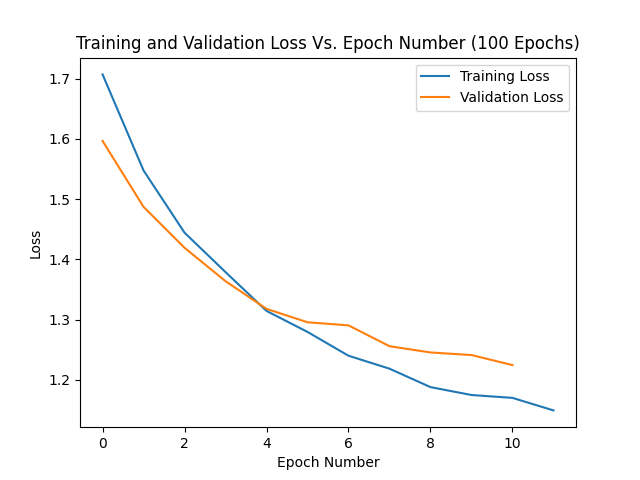 Training and Validation Loss Vs. Epoch Number (100 Epochs)
Training Loss
Validation Loss
1.7
1.6
1.5
1.4
1.3
1.2
Loss
0
2
4
6
8
10
Epoch Number